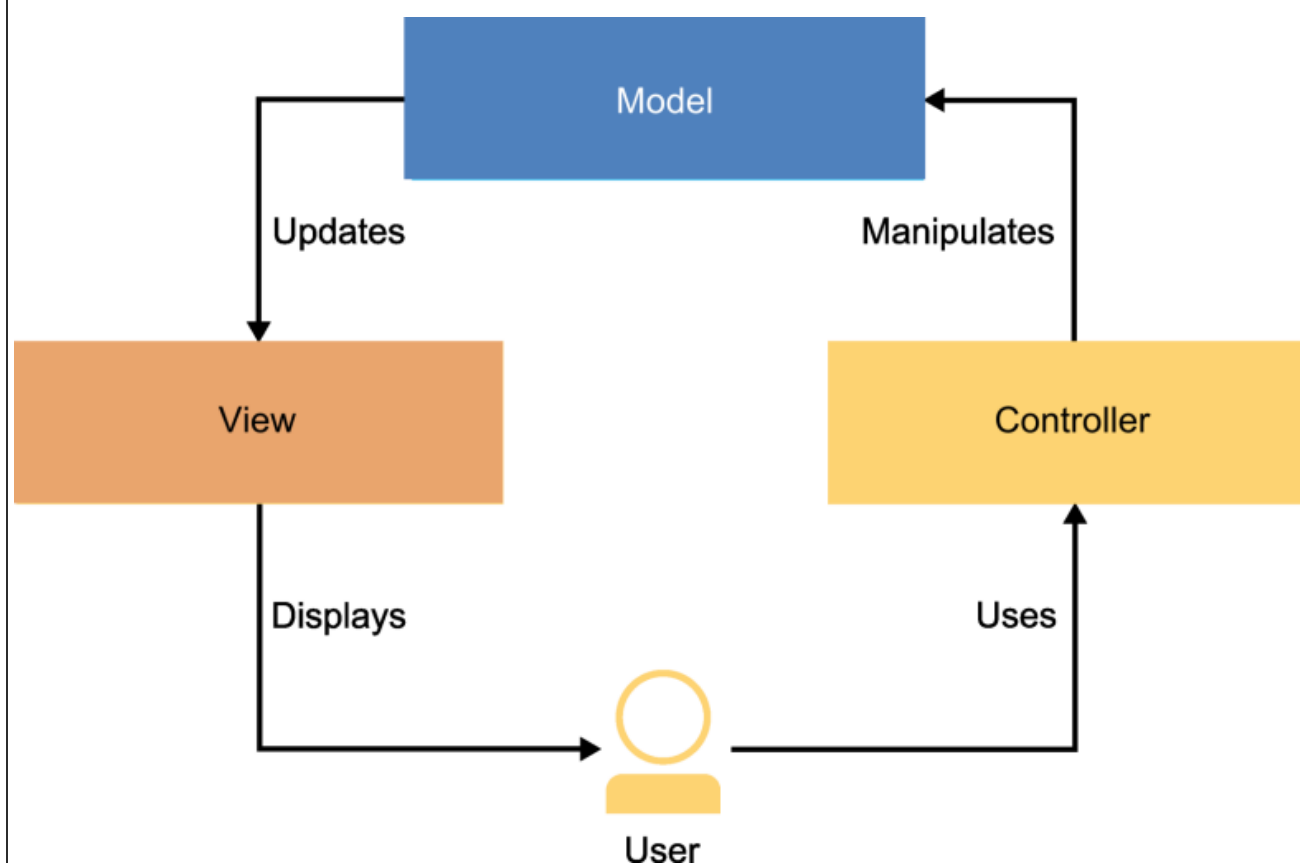 Model
Updates
Manipulates
View
Controller
Displays
Uses
User